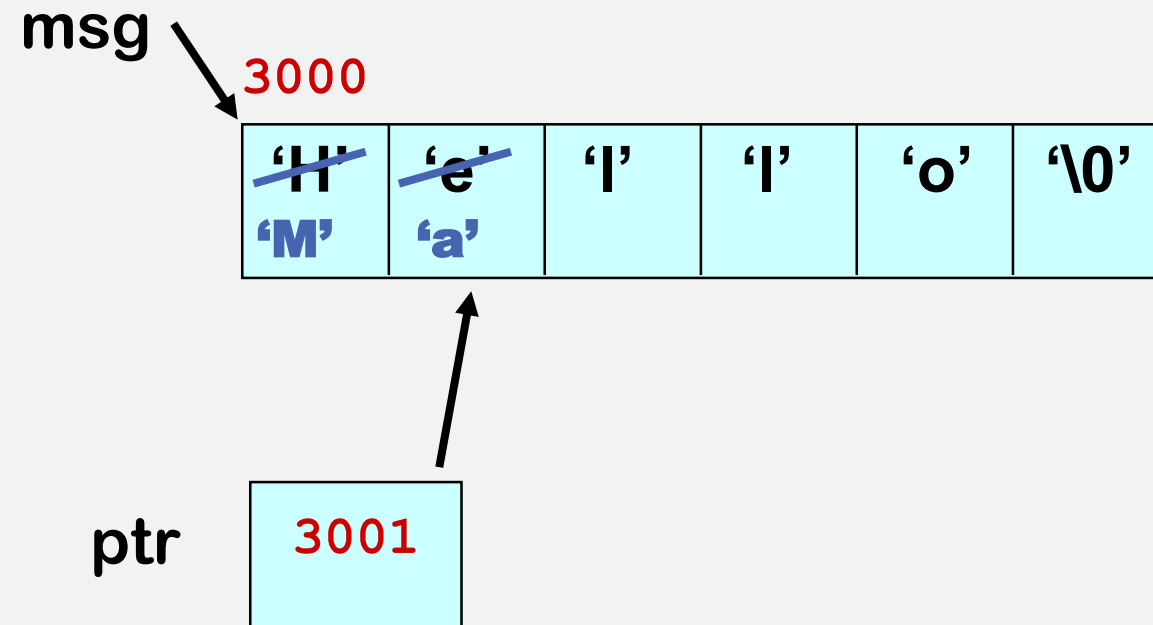 msg
3000
‘H’ ‘e’ ‘l’ ‘l’ ‘o’ ‘\0’
‘M’ ‘a’
ptr 3001